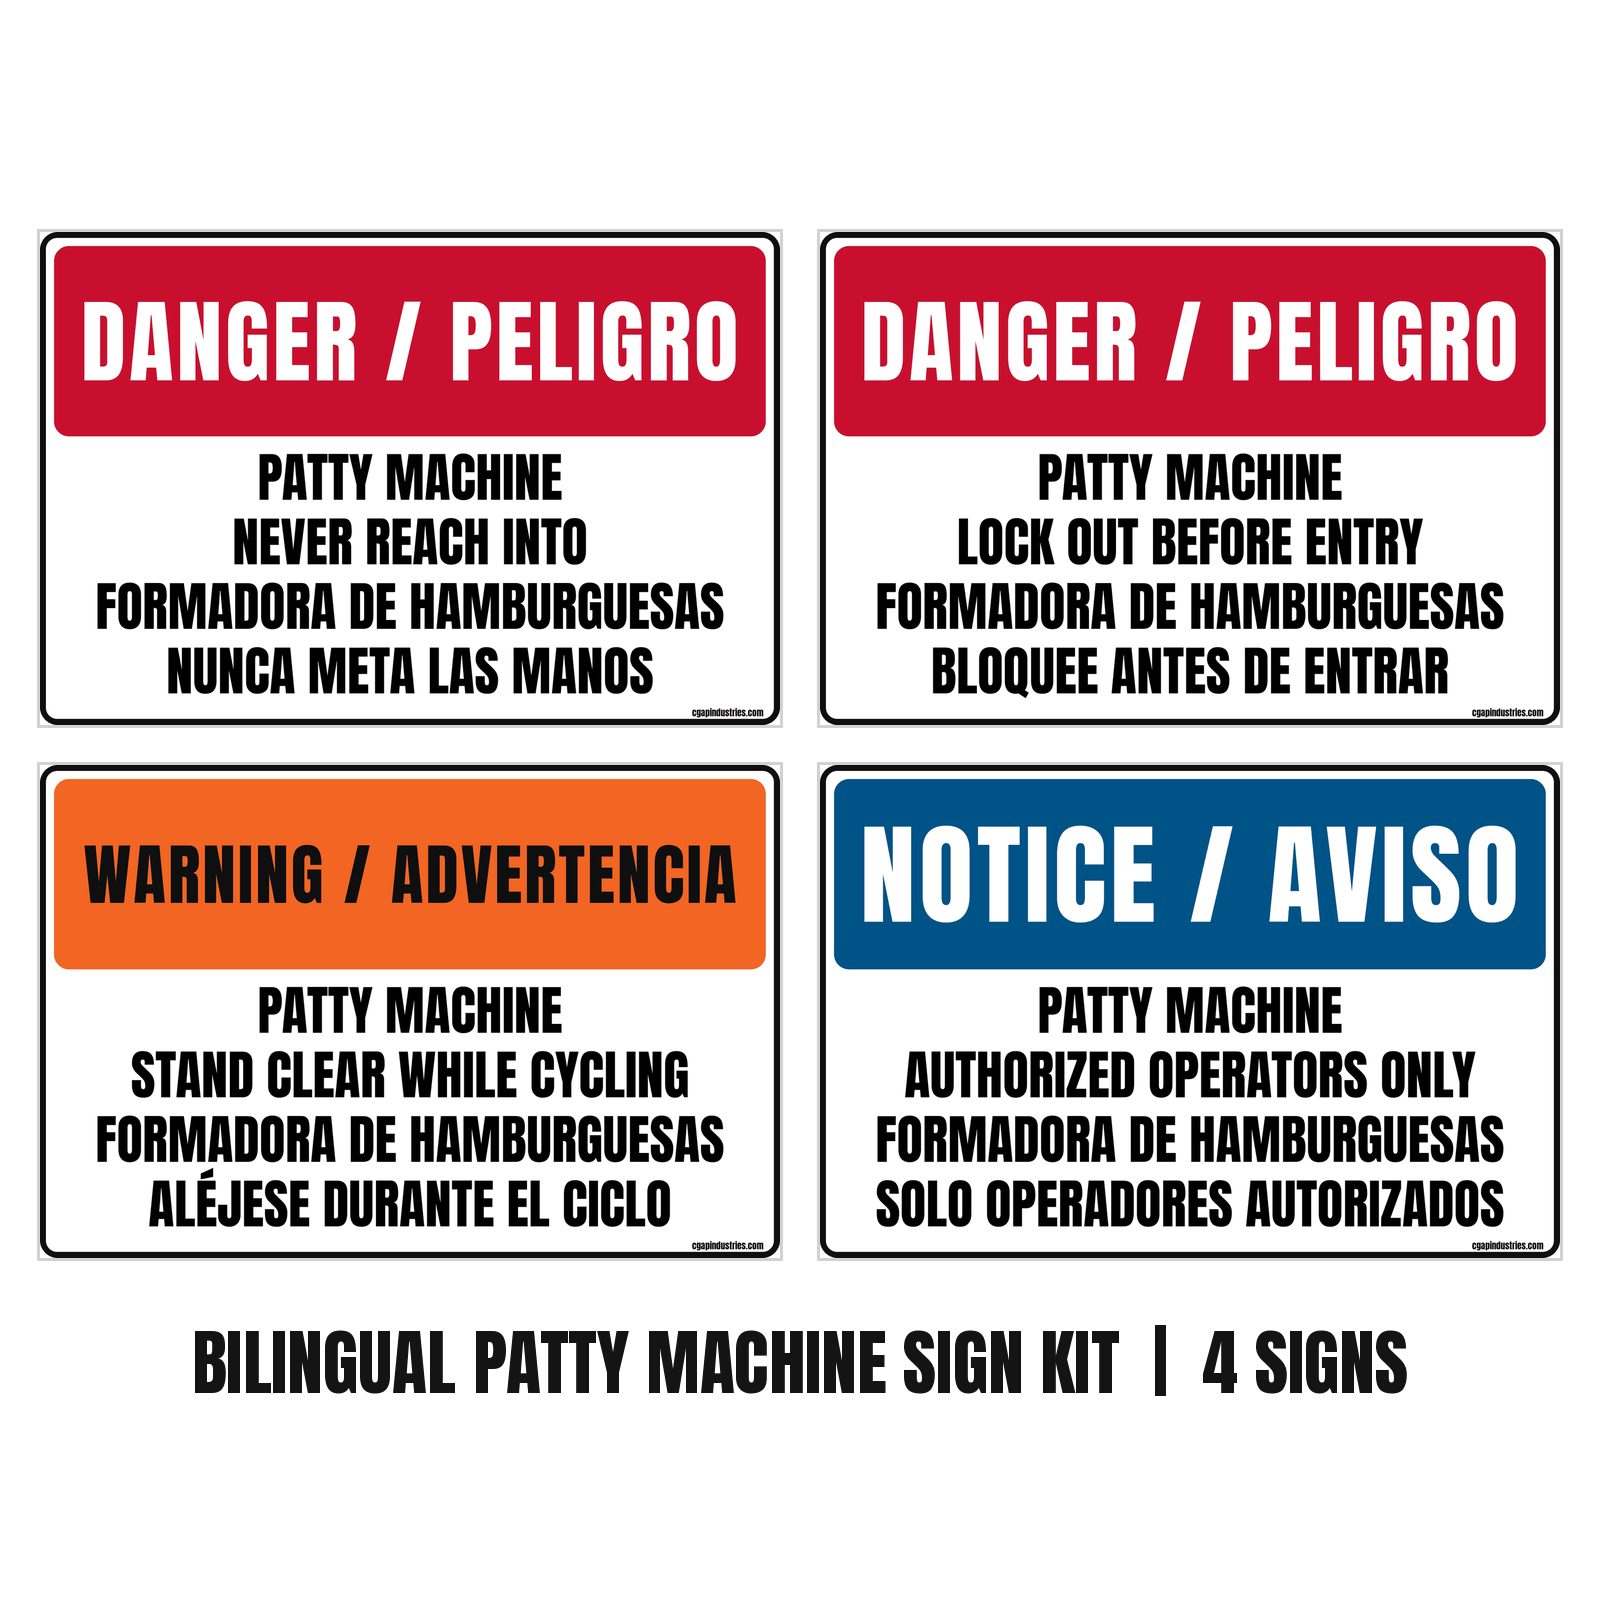 DANGER / PELIGRO
PATTY MACHINE
NEVER REACH INTO
FORMADORA DE HAMBURGUESAS
NUNCA META LAS MANOS
cgapindustries.com
DANGER / PELIGRO
PATTY MACHINE
LOCK OUT BEFORE ENTRY
FORMADORA DE HAMBURGUESAS
BLOQUEE ANTES DE ENTRAR
cgapindustries.com
WARNING / ADVERTENCIA
PATTY MACHINE
STAND CLEAR WHILE CYCLING
FORMADORA DE HAMBURGUESAS
ALÉJESE DURANTE EL CICLO
cgapindustries.com
NOTICE / AVISO
PATTY MACHINE
AUTHORIZED OPERATORS ONLY
FORMADORA DE HAMBURGUESAS
SOLO OPERADORES AUTORIZADOS
cgapindustries.com
BILINGUAL PATTY MACHINE SIGN KIT | 4 SIGNS